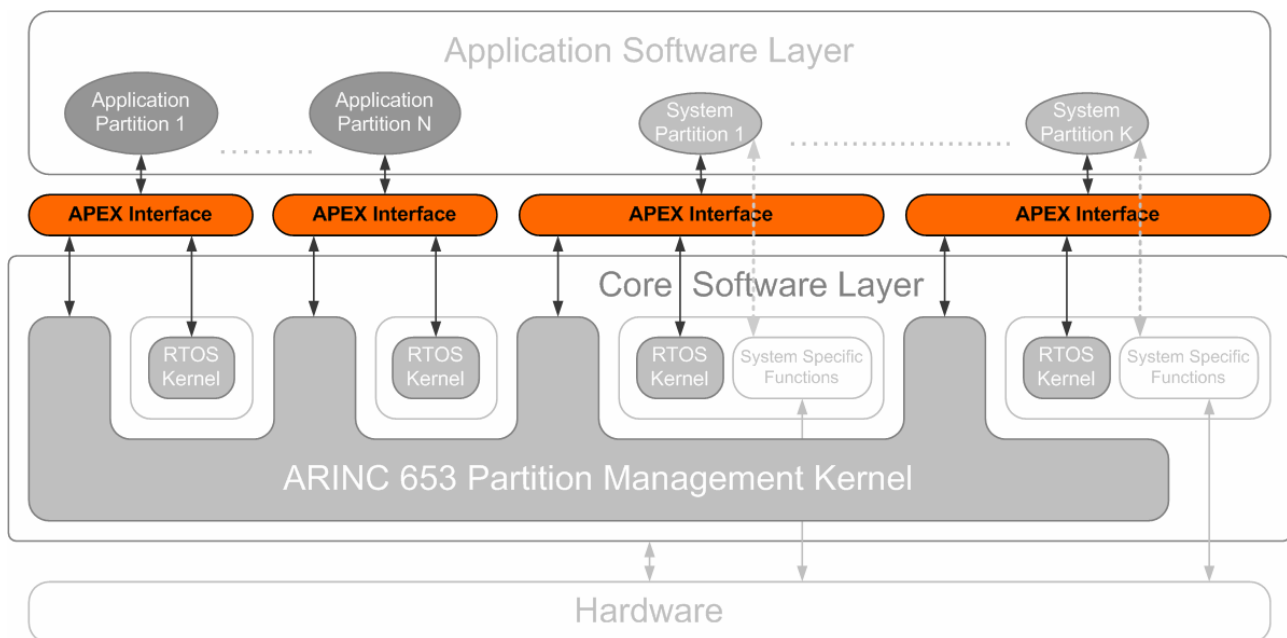 Application Software Layer
Application
Partition 1
Application
Partition N
System
Partition 1
System
Partition K
APEX Interface
APEX Interface
APEX Interface
APEX Interface
Core Software Layer
RTOS
Kernel
RTOS
Kernel
RTOS
Kernel
System Specific
Functions
RTOS
Kernel
System Specific
Functions
ARINC 653 Partition Management Kernel
Hardware